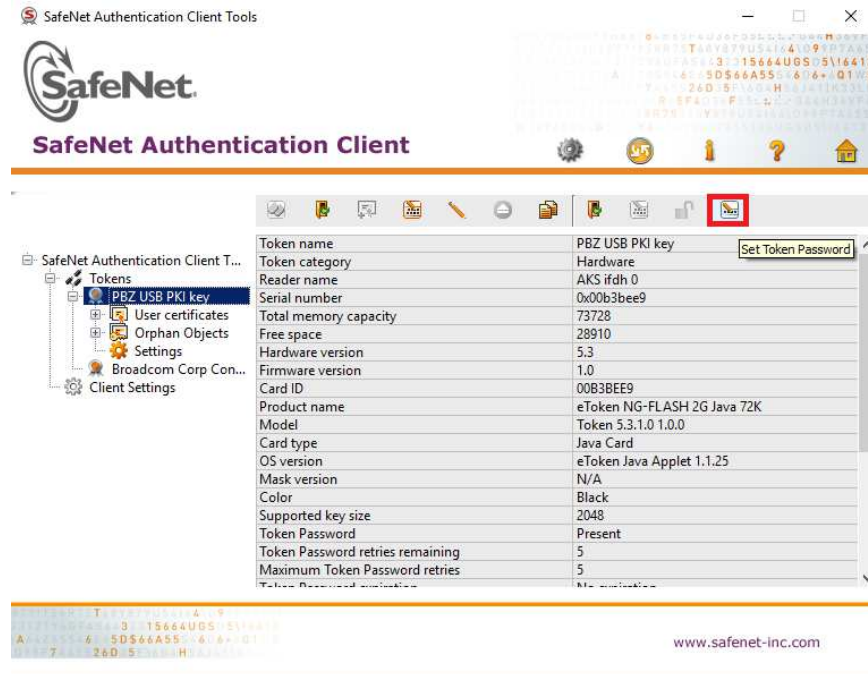 SafeNet Authentication Client Tools
SafeNet.
SafeNet Authentication Client
Set Token Password
SafeNet Authentication Client T...
Tokens
PBZ USB PKI key
User certificates
Orphan Objects
Settings
Broadcom Corp Con...
Client Settings
Token name PBZ USB PKI key
Token category Hardware
Reader name AKS ifdh 0
Serial number 0x00b3bee9
Total memory capacity 73728
Free space 28910
Hardware version 5.3
Firmware version 1.0
Card ID 00B3BEE9
Product name eToken NG-FLASH 2G Java 72K
Model Token 5.3.1.0 1.0.0
Card type Java Card
OS version eToken Java Applet 1.1.25
Mask version N/A
Color Black
Supported key size 2048
Token Password Present
Token Password retries remaining 5
Maximum Token Password retries 5
Token Password expiration No expiration
www.safenet-inc.com